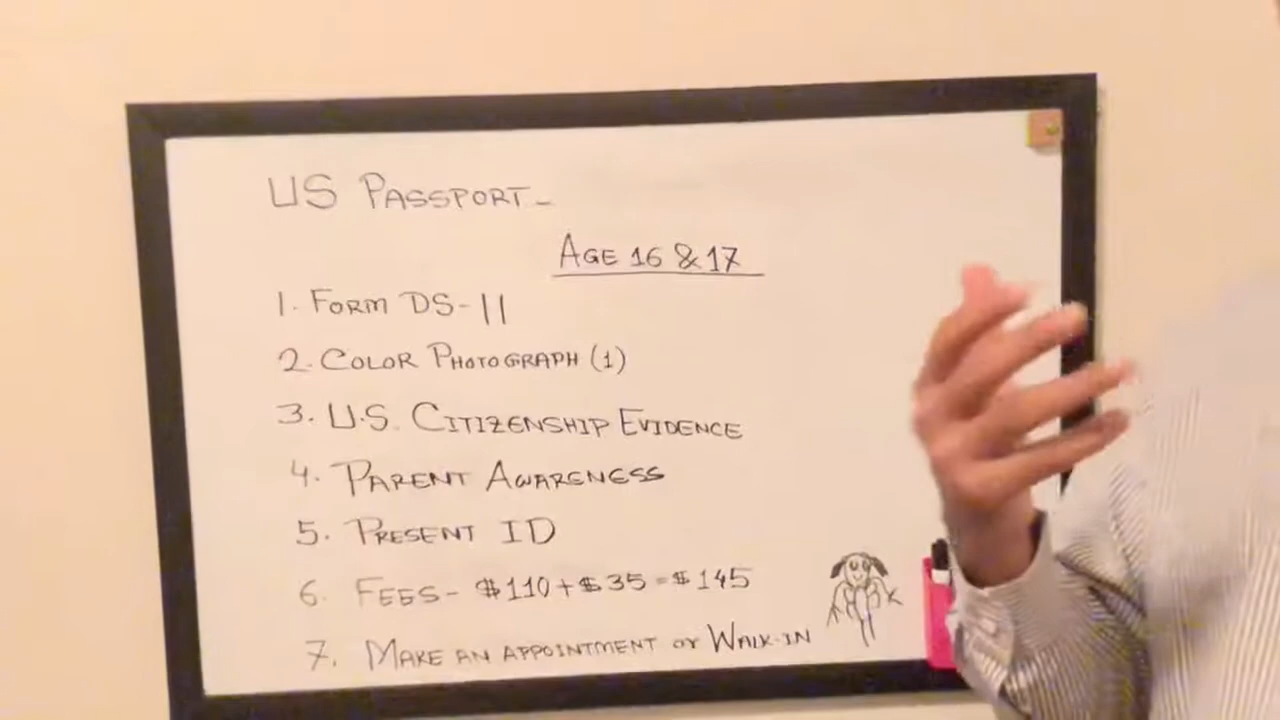 US PASSPORT-
AGE 16 & 17
1. FORM DS-11
2. COLOR PHOTOGRAPH (1)
3. U.S. CITIZENSHIP EVIDENCE
4. PARENT AWARENESS
5. PRESENT ID
6. FEES- $110 + $35 = $145
7. MAKE AN APPOINTMENT or WALK-IN